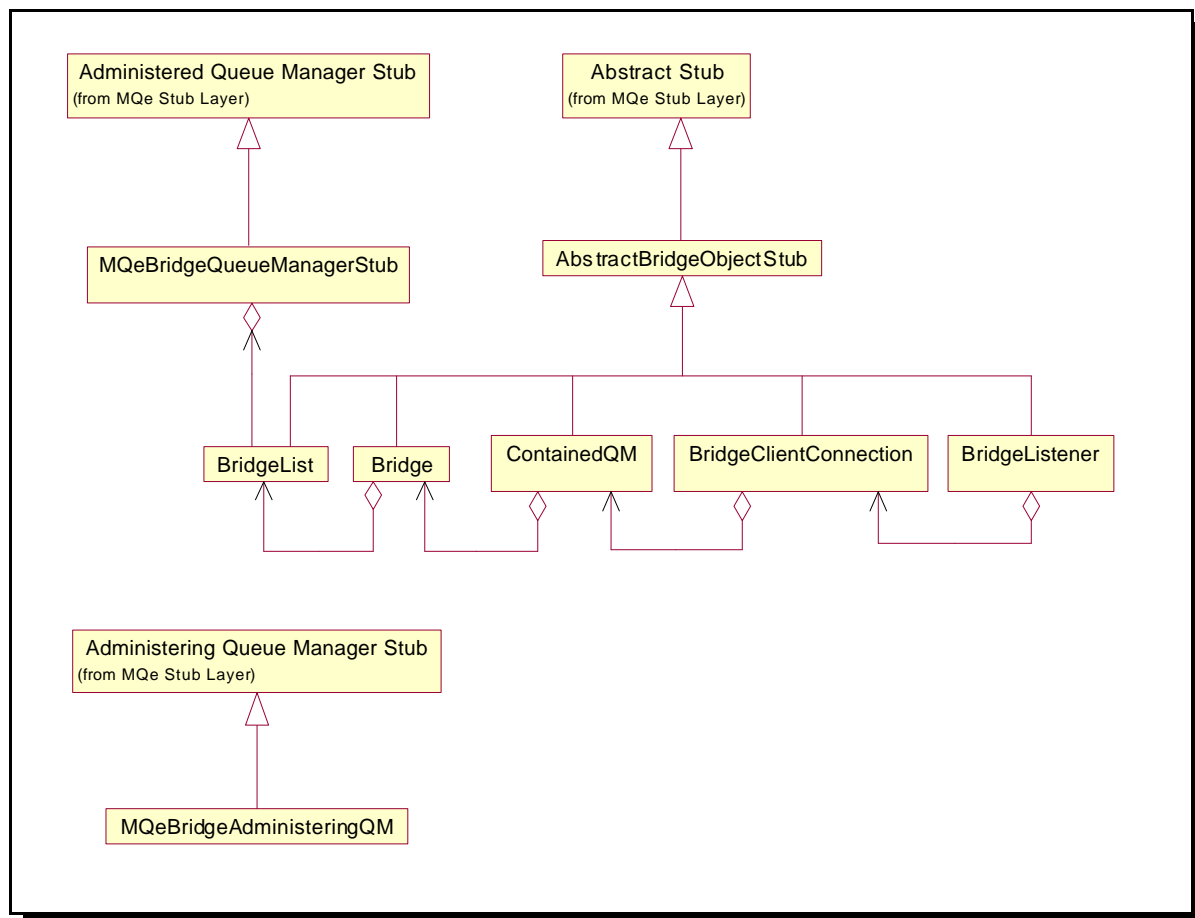 Administered Queue Manager Stub
(from MQe Stub Layer)
Abstract Stub
(from MQe Stub Layer)
MQeBridgeQueueManagerStub
AbstractBridgeObjectStub
BridgeList
Bridge
ContainedQM
BridgeClientConnection
BridgeListener
Administering Queue Manager Stub
(from MQe Stub Layer)
MQeBridgeAdministeringQM